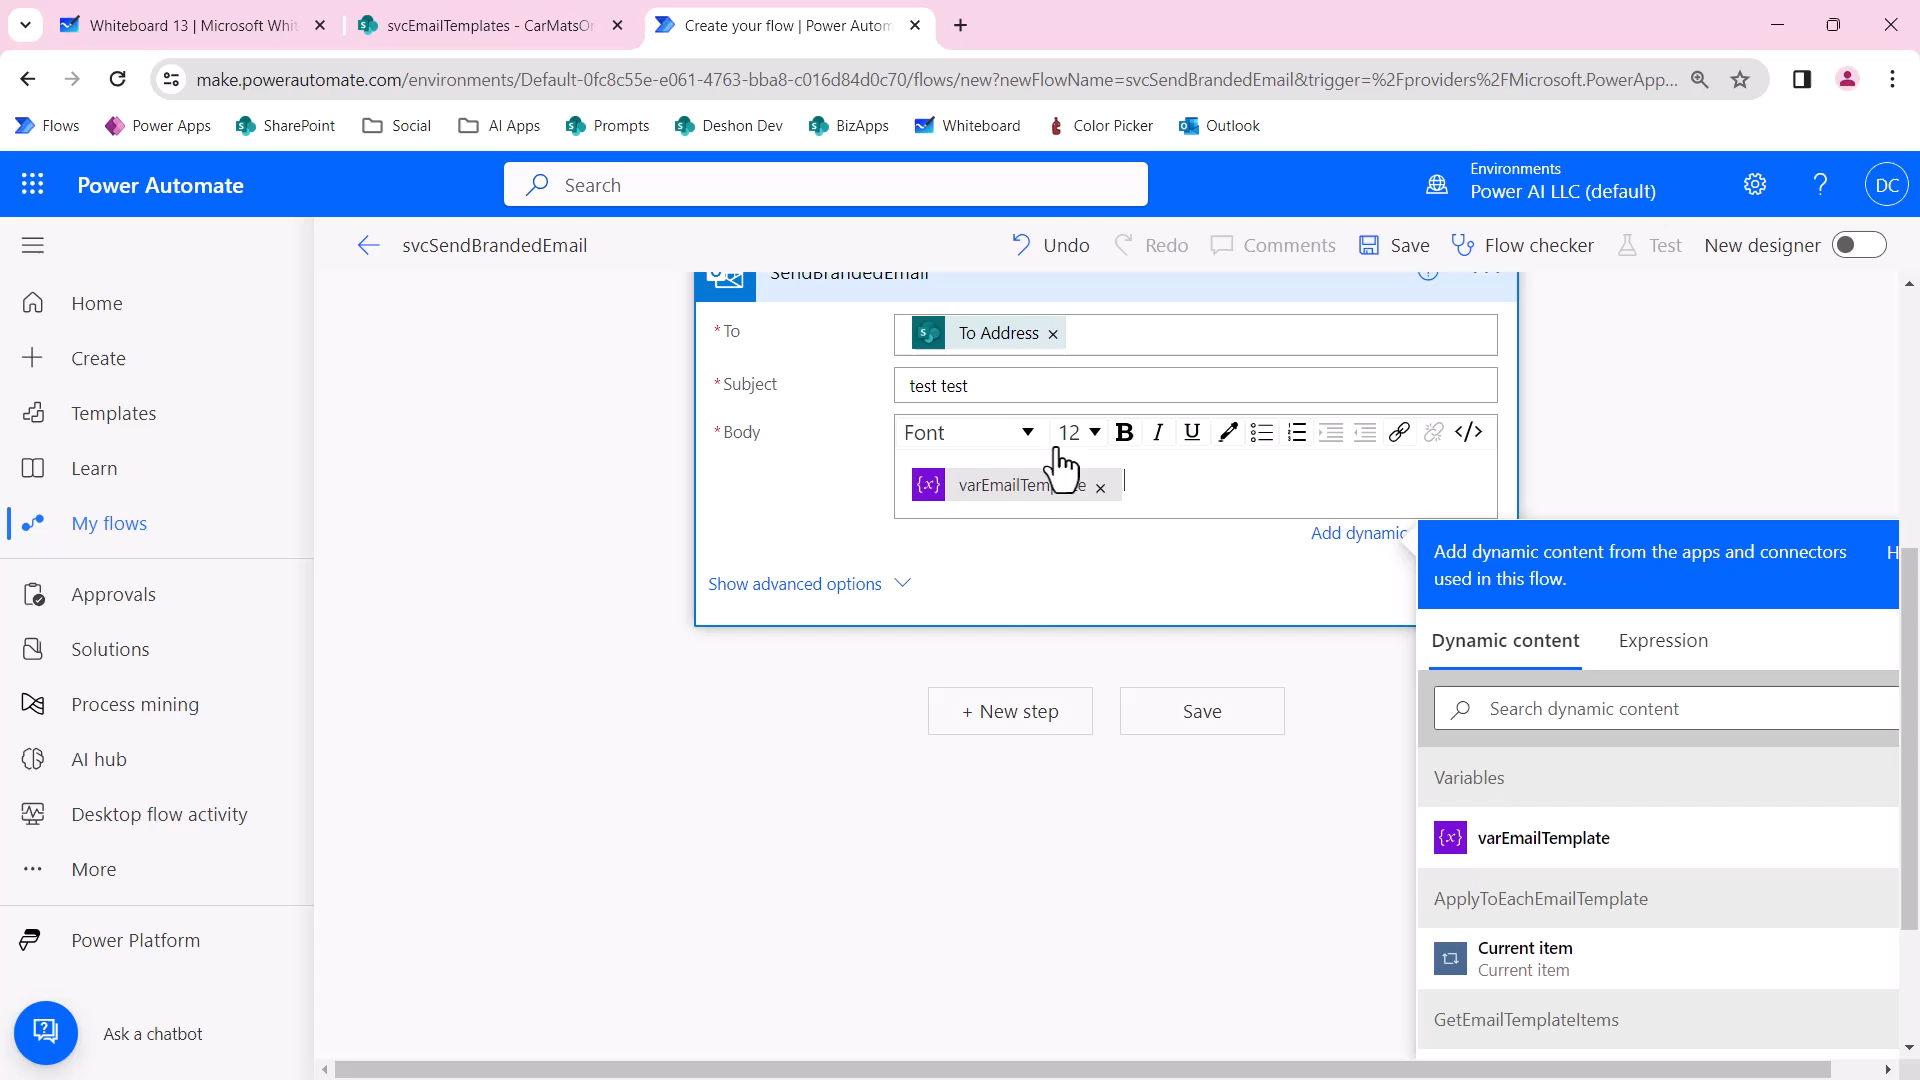 Whiteboard 13 | Microsoft Whit
svcEmailTemplates - CarMatsOr
Create your flow | Power Autom
make.powerautomate.com/environments/Default-0fc8c55e-e061-4763-bba8-c016d84d0c70/flows/new?newFlowName=svcSendBrandedEmail&trigger=%2Fproviders%2FMicrosoft.PowerApp...
Flows
Power Apps
SharePoint
Social
AI Apps
Prompts
Deshon Dev
BizApps
Whiteboard
Color Picker
Outlook
Power Automate
Search
Environments
Power AI LLC (default)
DC
svcSendBrandedEmail
Undo
Redo
Comments
Save
Flow checker
Test
New designer
Home
Create
Templates
Learn
My flows
Approvals
Solutions
Process mining
AI hub
Desktop flow activity
More
Power Platform
Ask a chatbot
SendBrandedEmail
* To
To Address
* Subject
test test
* Body
Font
12
B I U
varEmailTemplate
Add dynamic
Show advanced options
+ New step
Save
Add dynamic content from the apps and connectors
used in this flow.
H
Dynamic content
Expression
Search dynamic content
Variables
{x} varEmailTemplate
ApplyToEachEmailTemplate
Current item
Current item
GetEmailTemplateItems